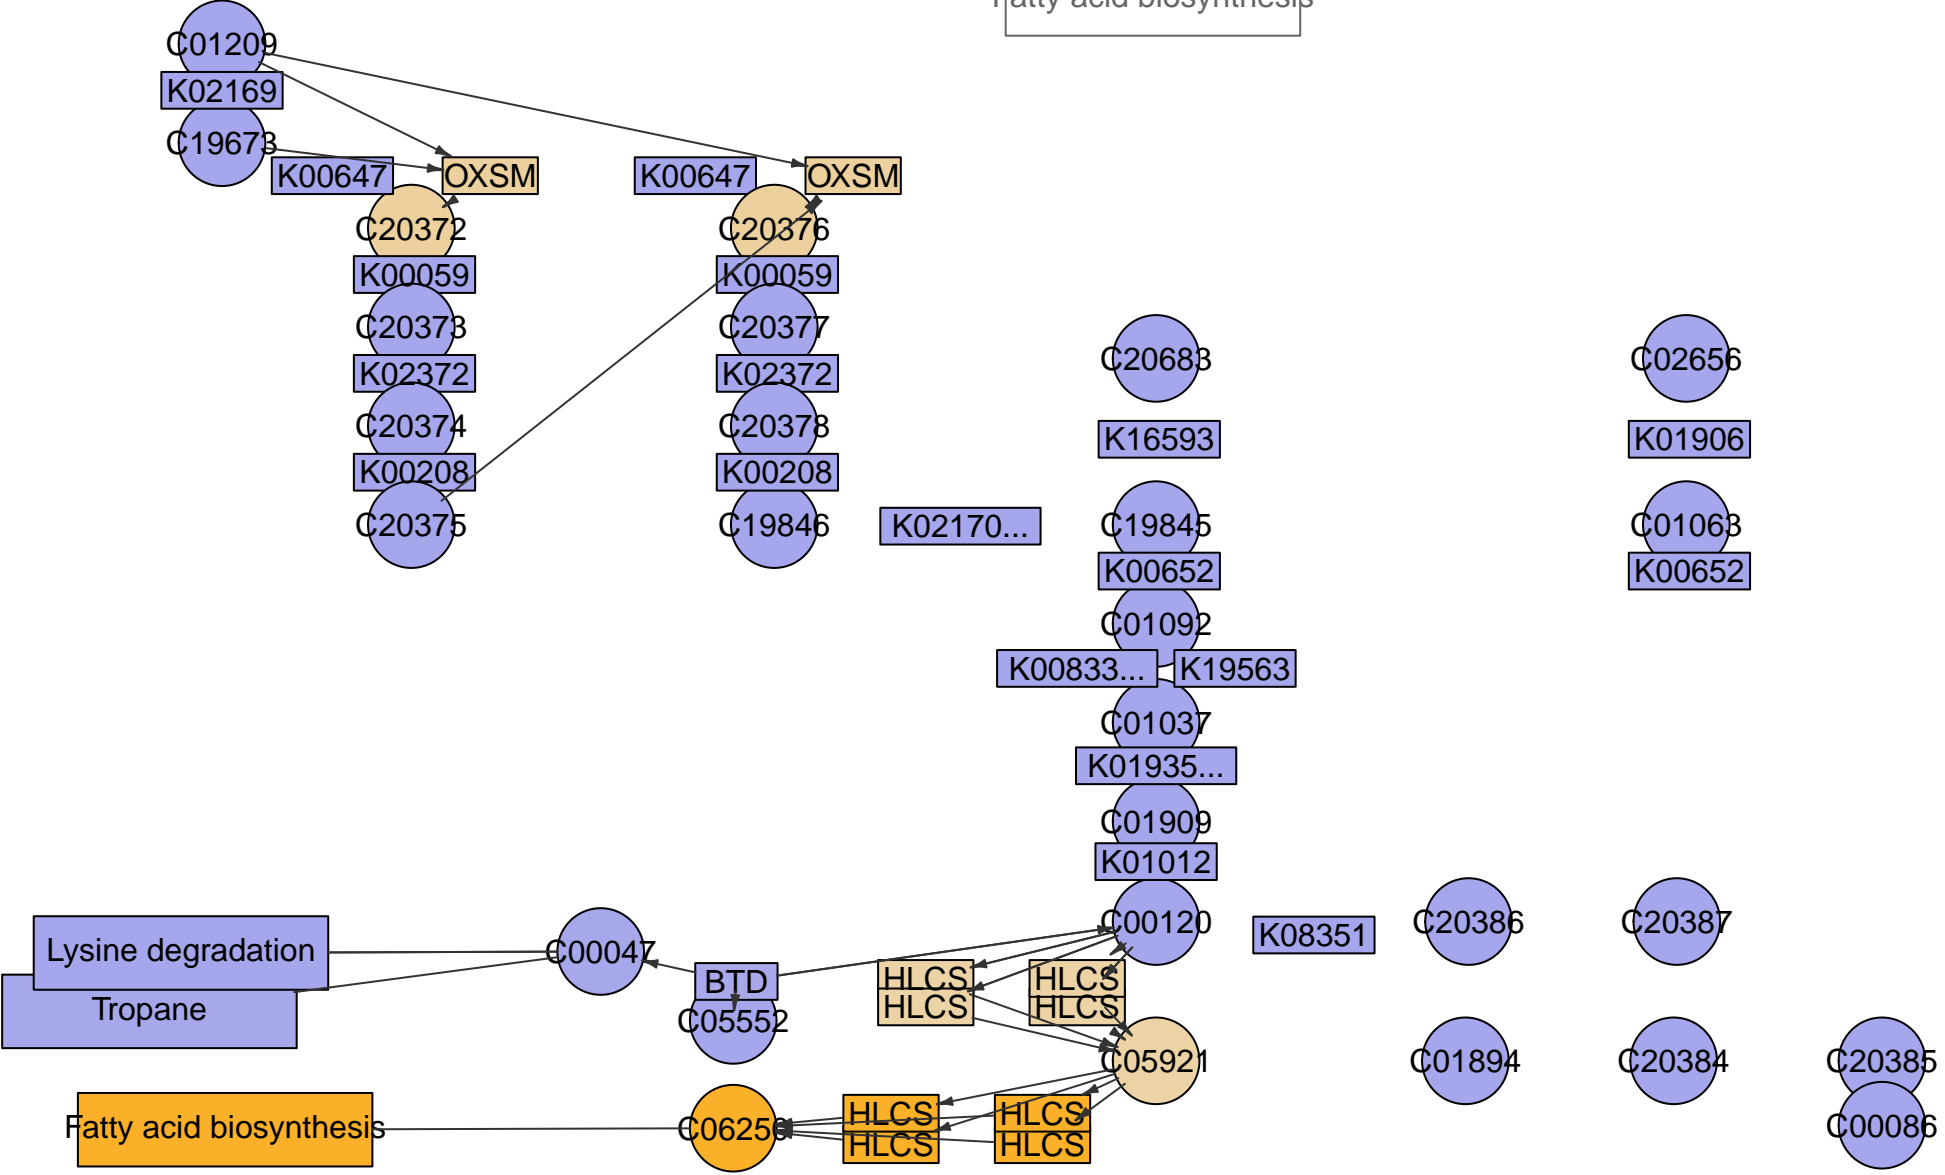 Fatty acid biosynthesis
C01209
K02169
C19673
K00647
OXSM
K00647
OXSM
C20372
C20376
K00059
K00059
C20373
C20377
C20683
C02656
K02372
K02372
C20374
C20378
K16593
K01906
K00208
K00208
C20375
C19846
K02170...
C19845
C01063
K00652
K00652
C01092
K00833...
K19563
C01037
K01935...
C01909
K01012
C00120
K08351
C20386
C20387
Lysine degradation
C00047
BTD
HLCS
HLCS
Tropane
HLCS
HLCS
C05552
C05921
C01894
C20384
C20385
Fatty acid biosynthesis
C06250
HLCS
HLCS
HLCS
HLCS
C00086